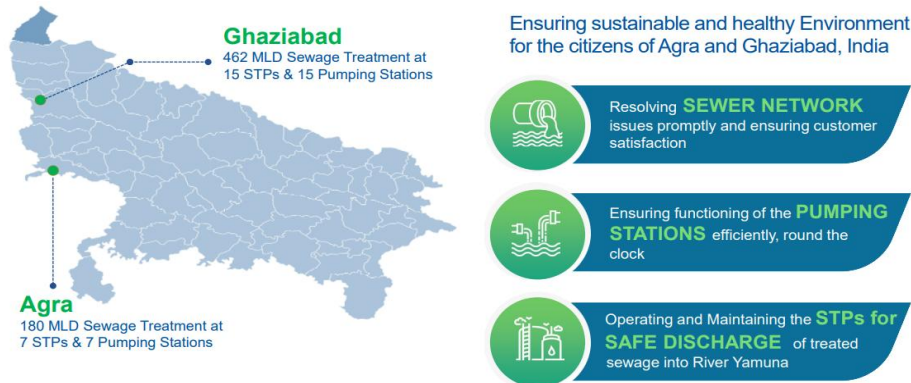 Ghaziabad
462 MLD Sewage Treatment at
15 STPs & 15 Pumping Stations
Agra
180 MLD Sewage Treatment at
7 STPs & 7 Pumping Stations
Ensuring sustainable and healthy Environment
for the citizens of Agra and Ghaziabad, India
Resolving SEWER NETWORK
issues promptly and ensuring customer
satisfaction
Ensuring functioning of the PUMPING
STATIONS efficiently, round the
clock
Operating and Maintaining the STPs for
SAFE DISCHARGE of treated
sewage into River Yamuna